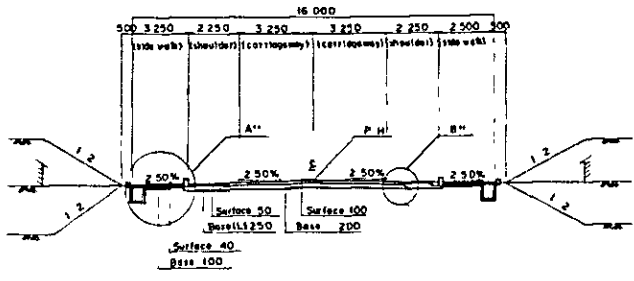 16 000
500 3 250 2 250 3 250 3 250 2 250 2 500 500
(side walk) (shoulder) (carriageway) (carriageway) (shoulder) (side walk)
A" P H B"
1 2 1 2
2 50% 2 50% 2 50% 2 50%
1 2 1 2
Surface 50 Surface 100
Base(L) 250 Base 200
Surface 40
Base 100